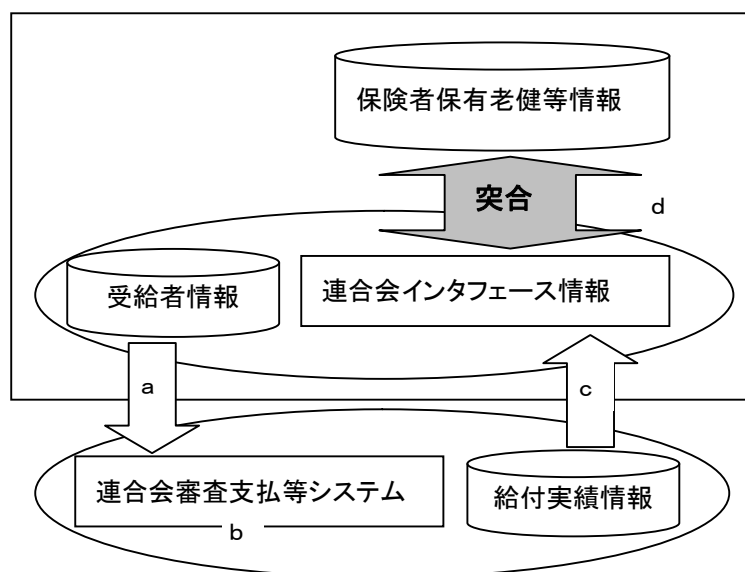 保険者保有老健等情報
突合
d
受給者情報
連合会インタフェース情報
a
c
連合会審査支払等システム
給付実績情報
b